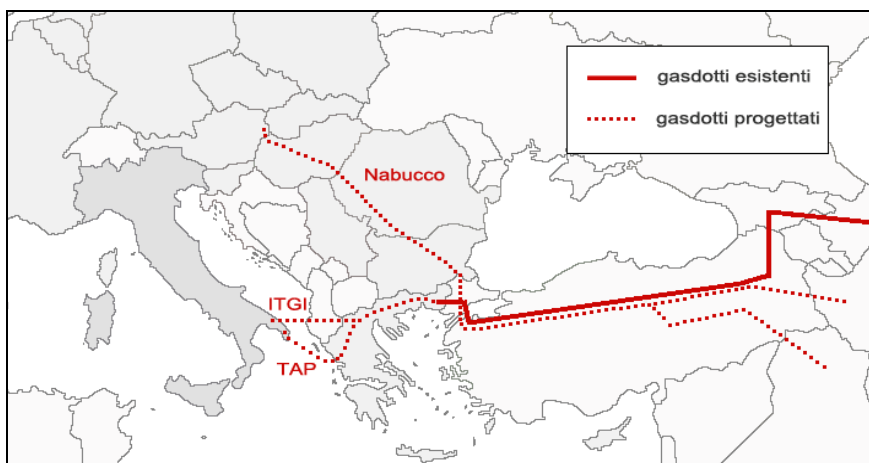 gasdotti esistenti
gasdotti progettati
Nabucco
ITGI
TAP